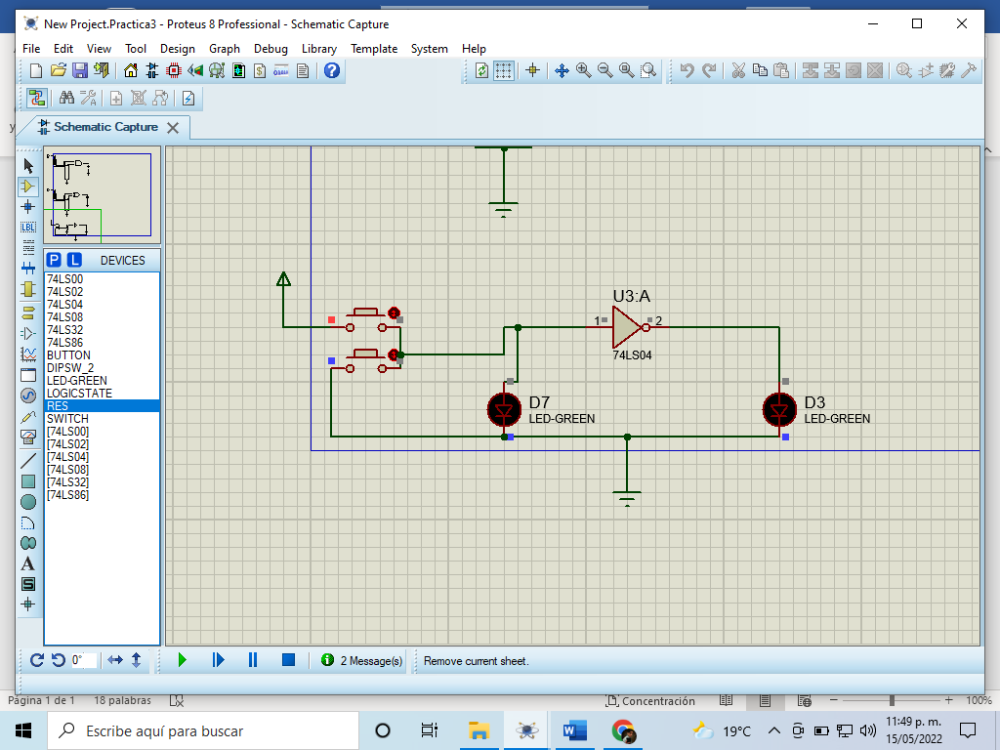 New Project.Practica3 - Proteus 8 Professional - Schematic Capture
File Edit View Tool Design Graph Debug Library Template System Help
Schematic Capture
P L DEVICES
74LS00
74LS02
74LS04
74LS08
74LS32
74LS86
BUTTON
DIPSW_2
LED-GREEN
LOGICSTATE
RES
SWITCH
[74LS00]
[74LS02]
[74LS04]
[74LS08]
[74LS32]
[74LS86]
LBL
A
S
U3:A
1 2
74LS04
D7
LED-GREEN
D3
LED-GREEN
0°
2 Message(s)
Remove current sheet.
Página 1 de 1 18 palabras Concentración 100%
Escribe aquí para buscar
W
19°C
11:49 p. m.
15/05/2022